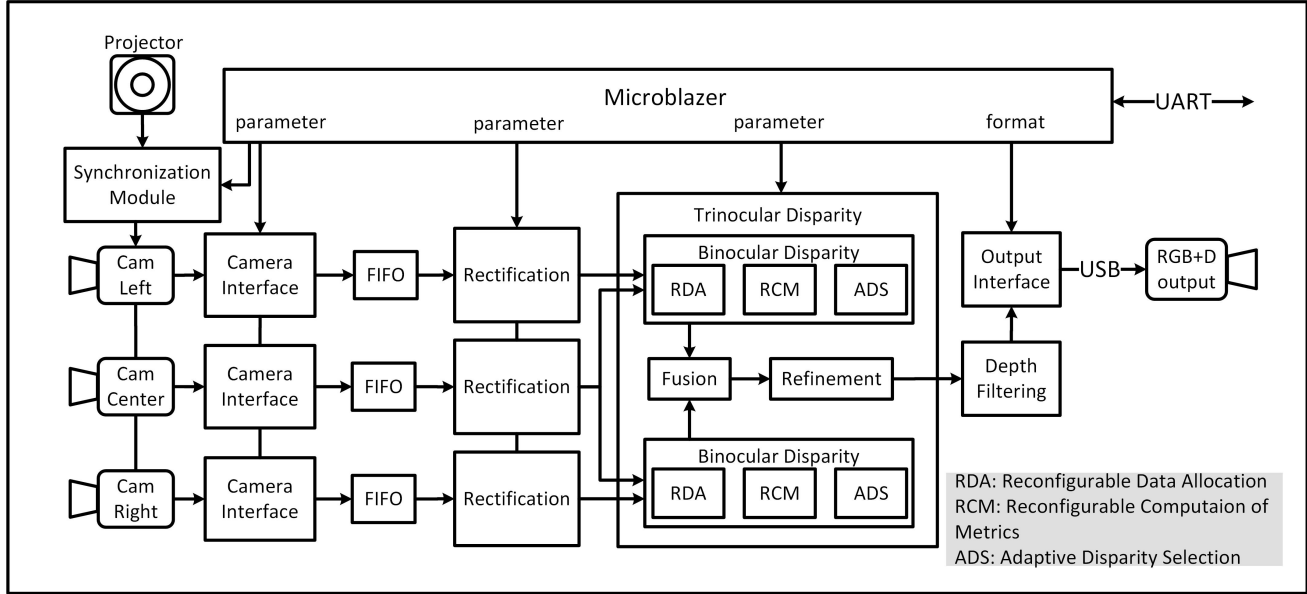 Projector
Microblazer
UART
parameter
parameter
parameter
format
Synchronization
Module
Trinocular Disparity
Cam
Left
Camera
Interface
FIFO
Rectification
Binocular Disparity
RDA
RCM
ADS
Output
Interface
USB
RGB+D
output
Cam
Center
Camera
Interface
FIFO
Rectification
Fusion
Refinement
Depth
Filtering
Cam
Right
Camera
Interface
FIFO
Rectification
Binocular Disparity
RDA
RCM
ADS
RDA: Reconfigurable Data Allocation
RCM: Reconfigurable Computaion of
Metrics
ADS: Adaptive Disparity Selection